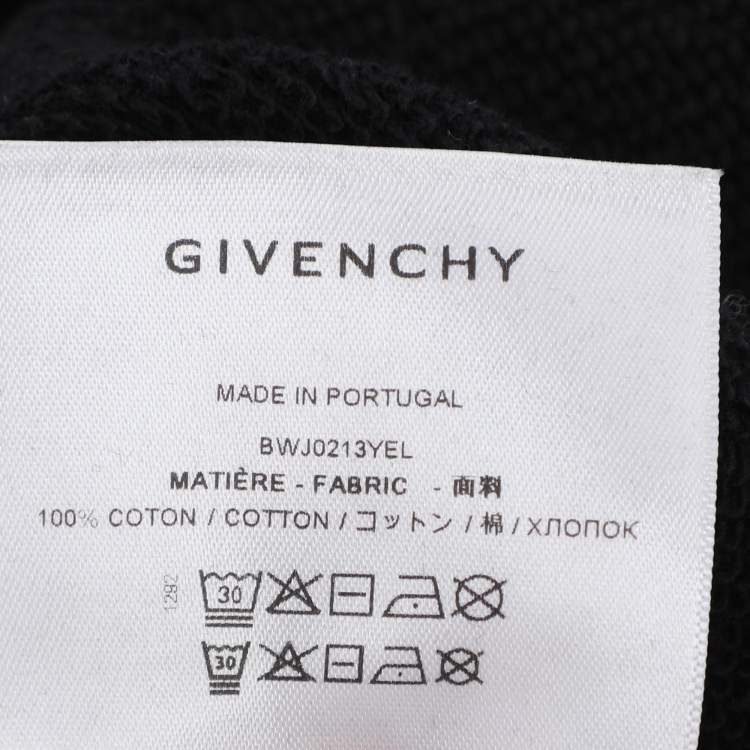 GIVENCHY
MADE IN PORTUGAL
BWJ0213YEL
MATIÈRE - FABRIC - 面料
100% COTON / COTTON / コットン / 棉 / ХЛОПОК
1292
30
30